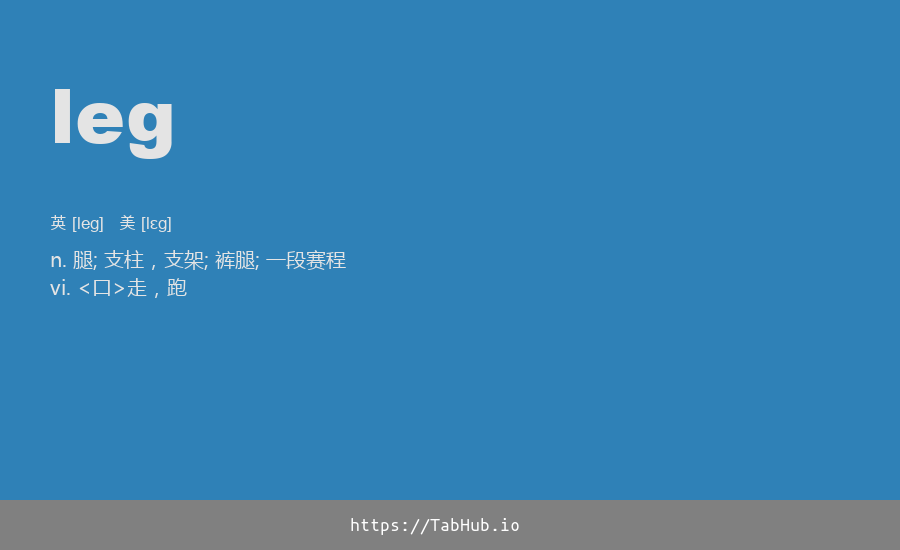 leg
英 [leg] 美 [lɛg]
n. 腿; 支柱，支架; 裤腿; 一段赛程
vi. <口>走，跑
https://TabHub.io